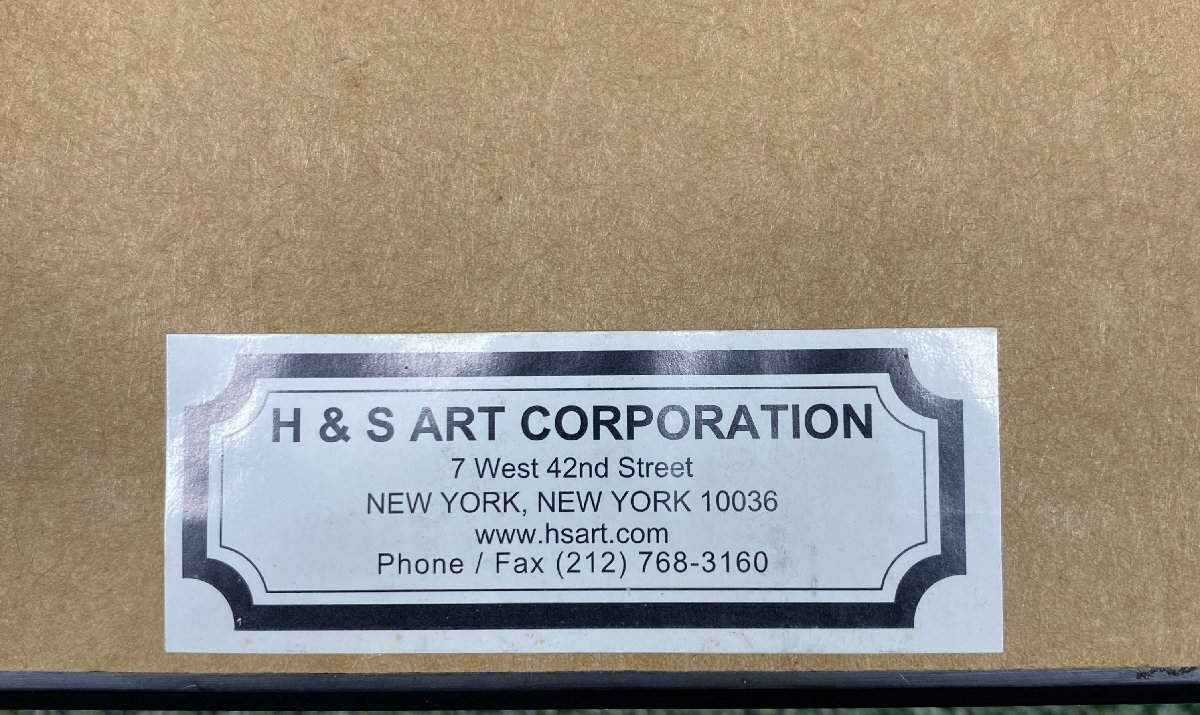 H & S ART CORPORATION
7 West 42nd Street
NEW YORK, NEW YORK 10036
www.hsart.com
Phone / Fax (212) 768-3160